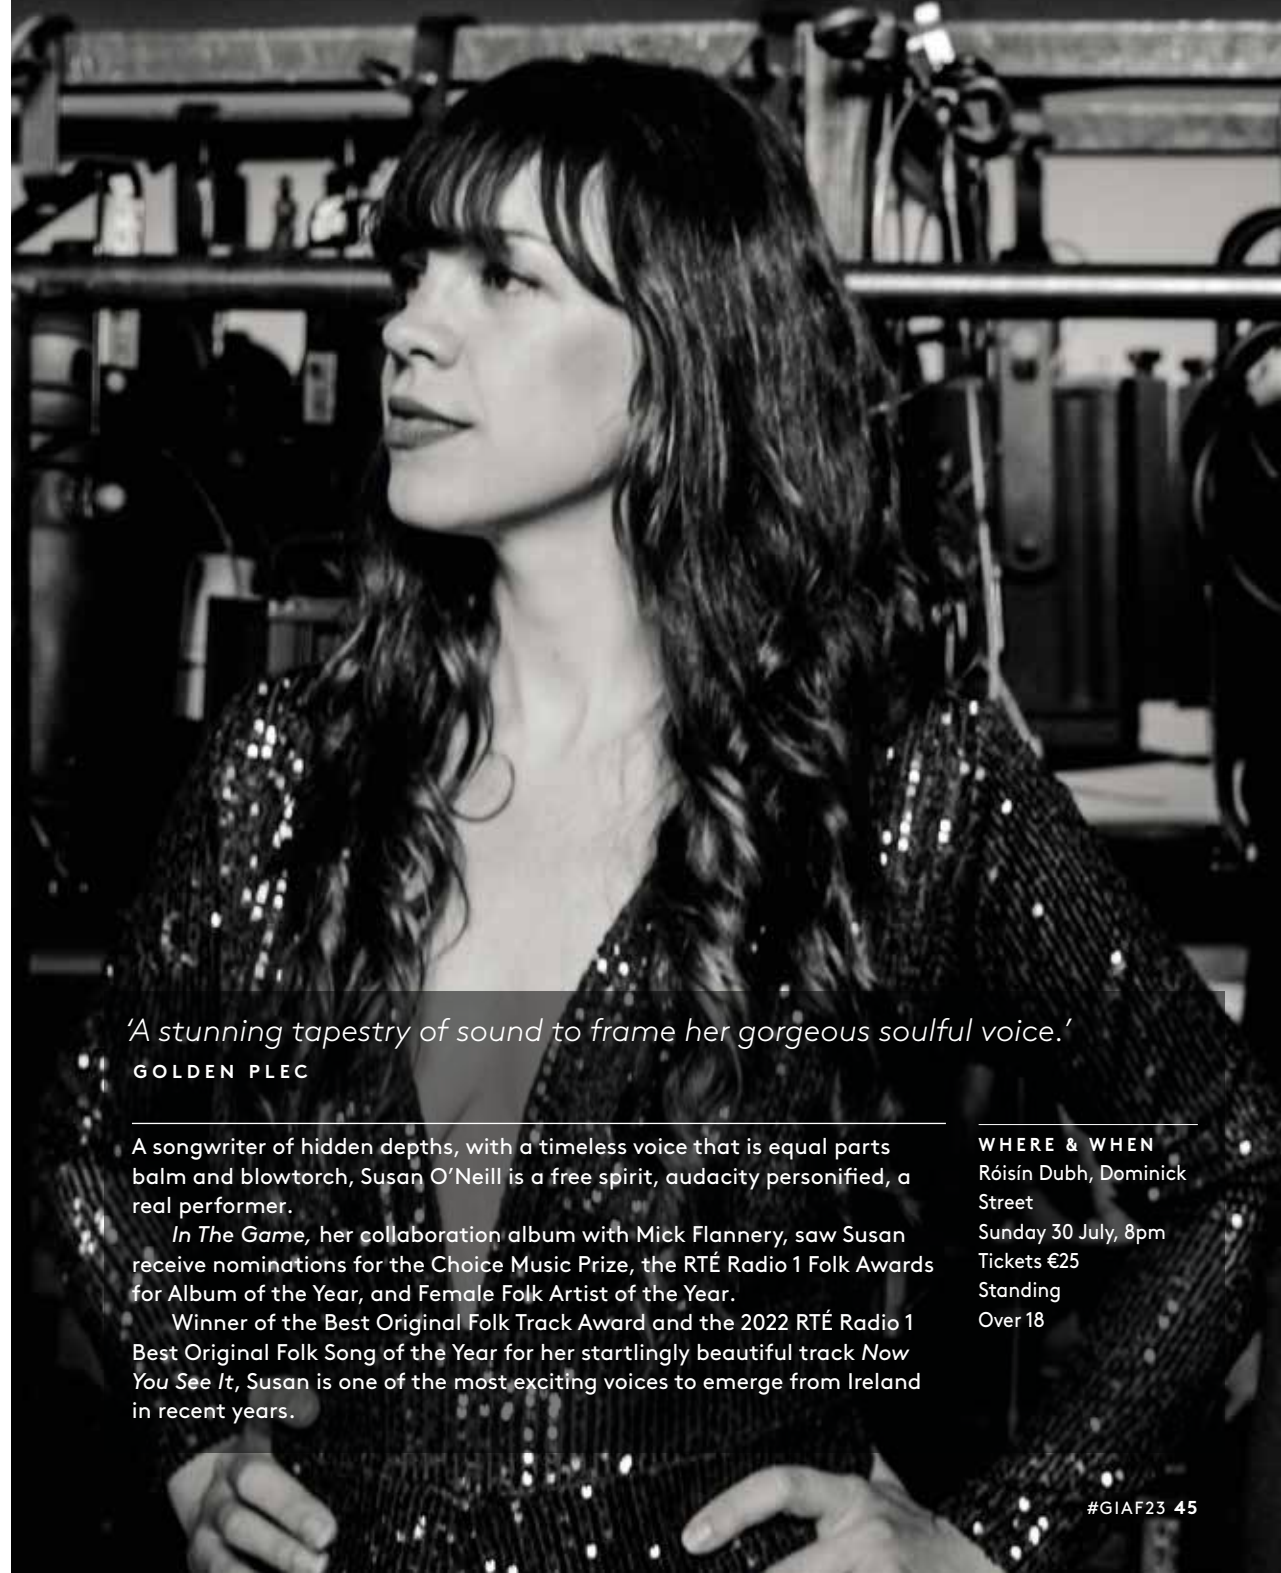 ‘A stunning tapestry of sound to frame her gorgeous soulful voice.’
GOLDEN PLEC
A songwriter of hidden depths, with a timeless voice that is equal parts
balm and blowtorch, Susan O’Neill is a free spirit, audacity personified, a
real performer.
In The Game, her collaboration album with Mick Flannery, saw Susan
receive nominations for the Choice Music Prize, the RTÉ Radio 1 Folk Awards
for Album of the Year, and Female Folk Artist of the Year.
Winner of the Best Original Folk Track Award and the 2022 RTÉ Radio 1
Best Original Folk Song of the Year for her startlingly beautiful track Now
You See It, Susan is one of the most exciting voices to emerge from Ireland
in recent years.
WHERE & WHEN
Róisín Dubh, Dominick
Street
Sunday 30 July, 8pm
Tickets €25
Standing
Over 18
#GIAF23 45